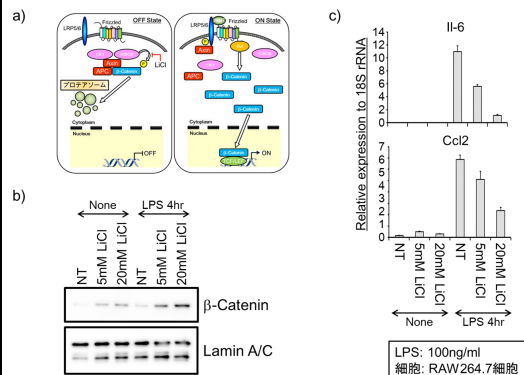 a)
OFF State
LRP5/6
Frizzled
Axin
APC
β-Catenin
P
LiCl
プロテアソーム
Cytoplasm
Nucleus
OFF
ON State
LRP5/6
Frizzled
P
Axin
APC
β-Catenin
β-Catenin
β-Catenin
β-Catenin
Cytoplasm
Nucleus
β-Catenin
ON
b)
None
LPS 4hr
NT
5mM LiCl
20mM LiCl
NT
5mM LiCl
20mM LiCl
β-Catenin
Lamin A/C
c)
Relative expression to 18S rRNA
Il-6
14
12
10
8
6
4
2
0
Ccl2
7
6
5
4
3
2
1
0
NT
5mM LiCl
20mM LiCl
NT
5mM LiCl
20mM LiCl
None
LPS 4hr
LPS: 100ng/ml
細胞: RAW264.7細胞